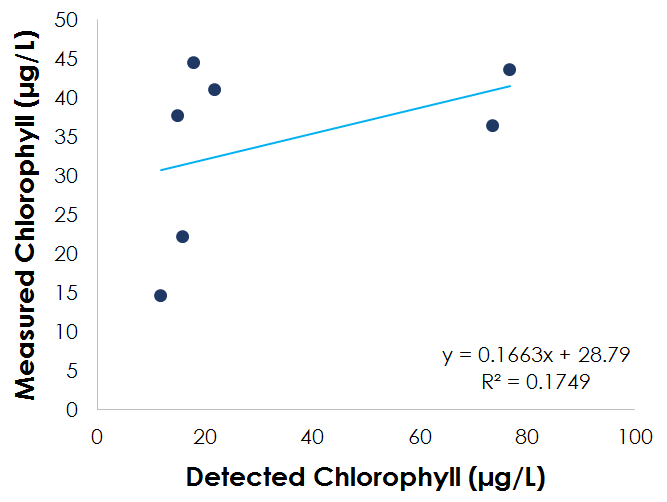 Measured Chlorophyll (µg/L)
50
45
40
35
30
25
20
15
10
5
0
y = 0.1663x + 28.79
R² = 0.1749
0 20 40 60 80 100
Detected Chlorophyll (µg/L)